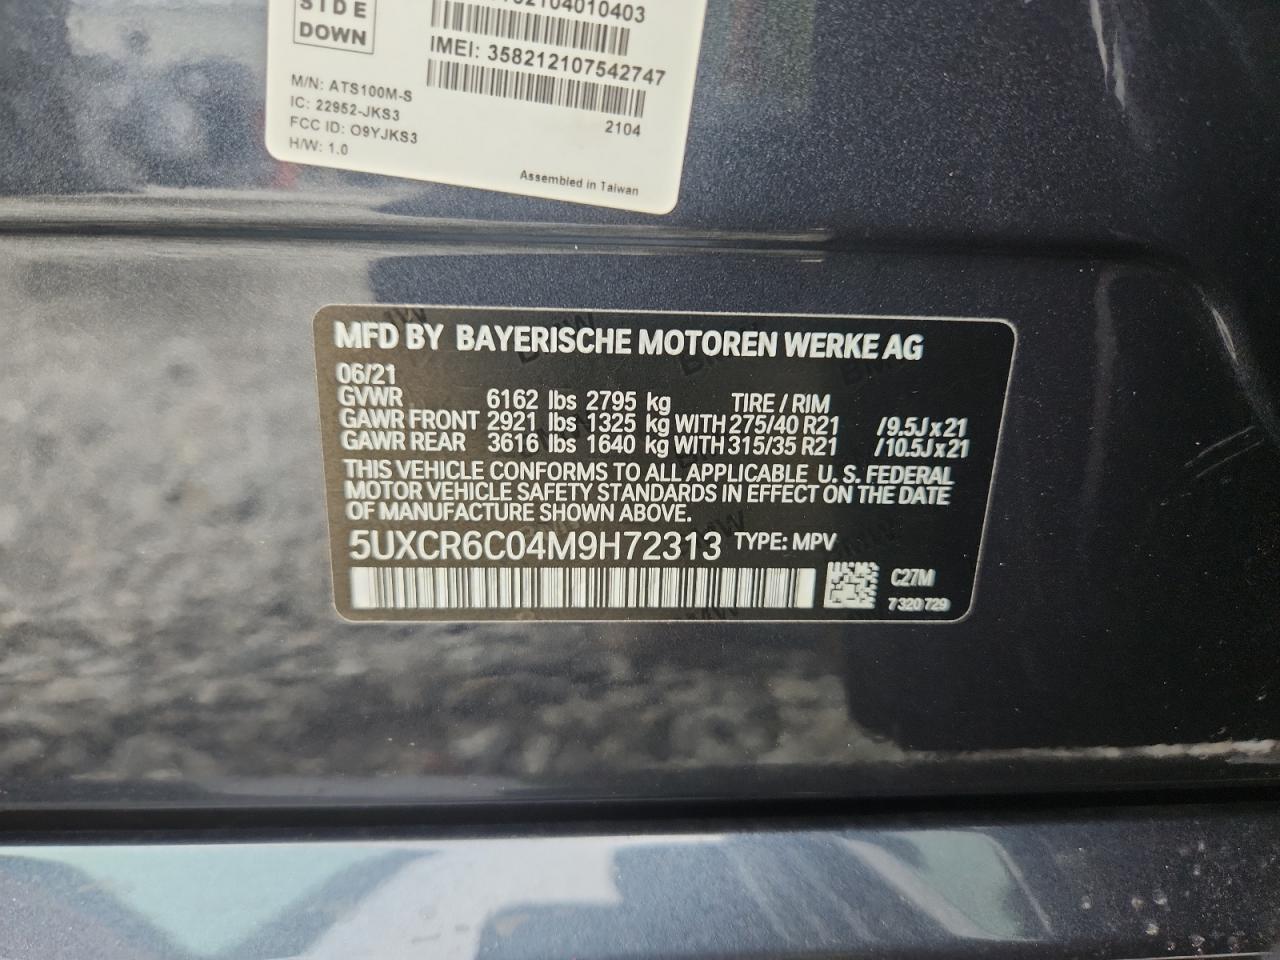 SIDE
DOWN
IMEI: 358212107542747
M/N: ATS100M-S
IC: 22952-JKS3
FCC ID: O9YJKS3
H/W: 1.0
2104
Assembled in Taiwan
MFD BY BAYERISCHE MOTOREN WERKE AG
06/21
GVWR 6162 lbs 2795 kg TIRE / RIM
GAWR FRONT 2921 lbs 1325 kg WITH 275/40 R21 /9.5J x 21
GAWR REAR 3616 lbs 1640 kg WITH 315/35 R21 /10.5J x 21
THIS VEHICLE CONFORMS TO ALL APPLICABLE U. S. FEDERAL
MOTOR VEHICLE SAFETY STANDARDS IN EFFECT ON THE DATE
OF MANUFACTURE SHOWN ABOVE.
5UXCR6C04M9H72313 TYPE: MPV
C27M
7320729